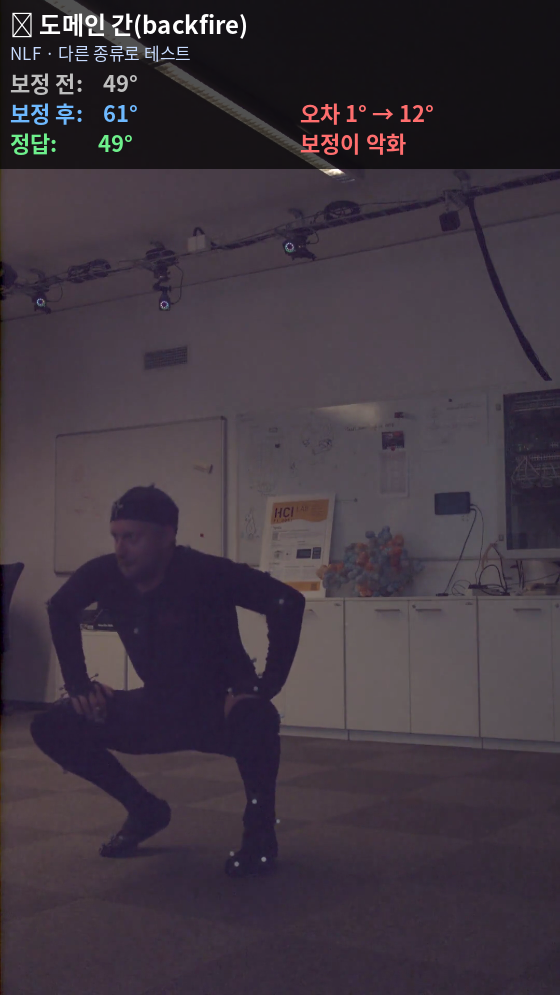 도메인 간(backfire)
NLF · 다른 종류로 테스트
보정 전: 49°
보정 후: 61°
오차 1° → 12°
정답: 49°
보정이 악화
HCI